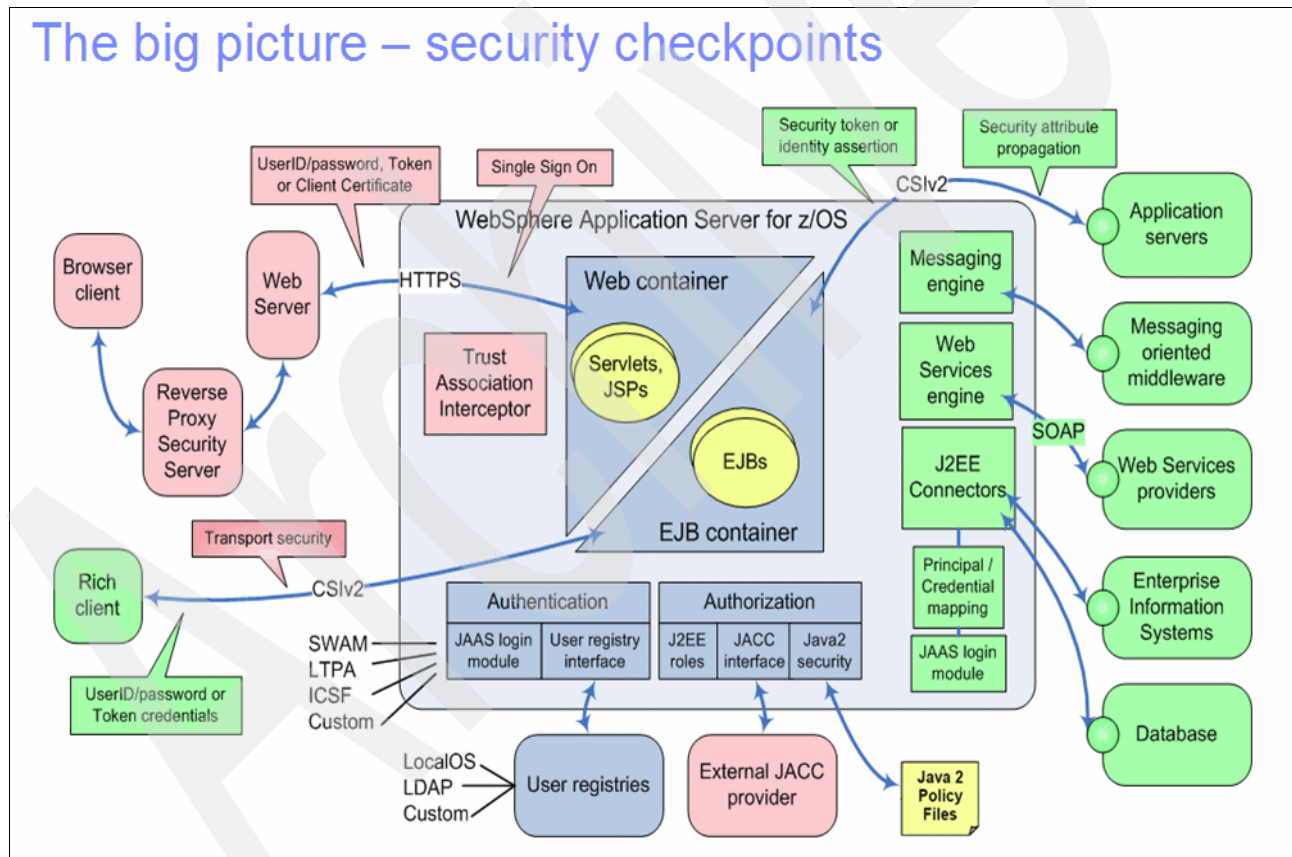 The big picture – security checkpoints
UserID/password, Token
or Client Certificate
Single Sign On
Security token or
identity assertion
Security attribute
propagation
CSIv2
WebSphere Application Server for z/OS
Browser
client
Web
Server
HTTPS
Reverse
Proxy
Security
Server
Trust
Association
Interceptor
Web container
Servlets,
JSPs
EJBs
EJB container
Messaging
engine
Web
Services
engine
J2EE
Connectors
Principal /
Credential
mapping
JAAS login
module
Application
servers
Messaging
oriented
middleware
SOAP
Web Services
providers
Enterprise
Information
Systems
Database
Transport security
Rich
client
CSIv2
UserID/password or
Token credentials
SWAM
LTPA
ICSF
Custom
Authentication
JAAS login
module
User registry
interface
Authorization
J2EE
roles
JACC
interface
Java2
security
LocalOS
LDAP
Custom
User registries
External JACC
provider
Java 2
Policy
Files
Archive